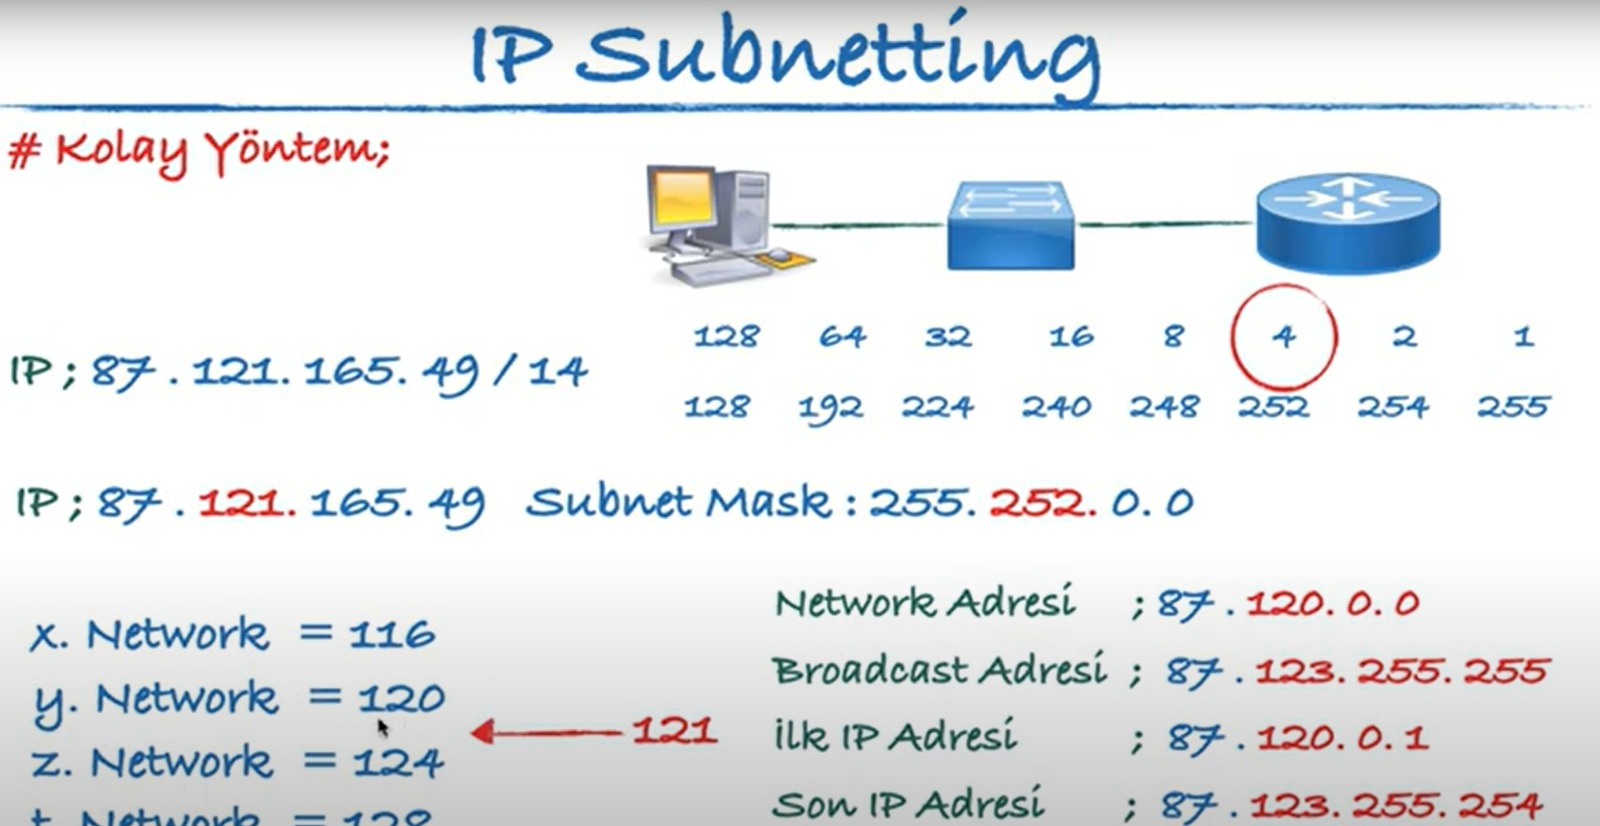 IP Subnetting
# Kolay Yöntem;
128 64 32 16 8 4 2 1
IP ; 87 . 121. 165. 49 / 14
128 192 224 240 248 252 254 255
IP ; 87 . 121. 165. 49 Subnet Mask : 255. 252. 0. 0
x. Network = 116
y. Network = 120
z. Network = 124
t. Network = 128
121
Network Adresi ; 87 . 120. 0. 0
Broadcast Adresi ; 87 . 123. 255. 255
İlk IP Adresi ; 87 . 120. 0. 1
Son IP Adresi ; 87 . 123. 255. 254